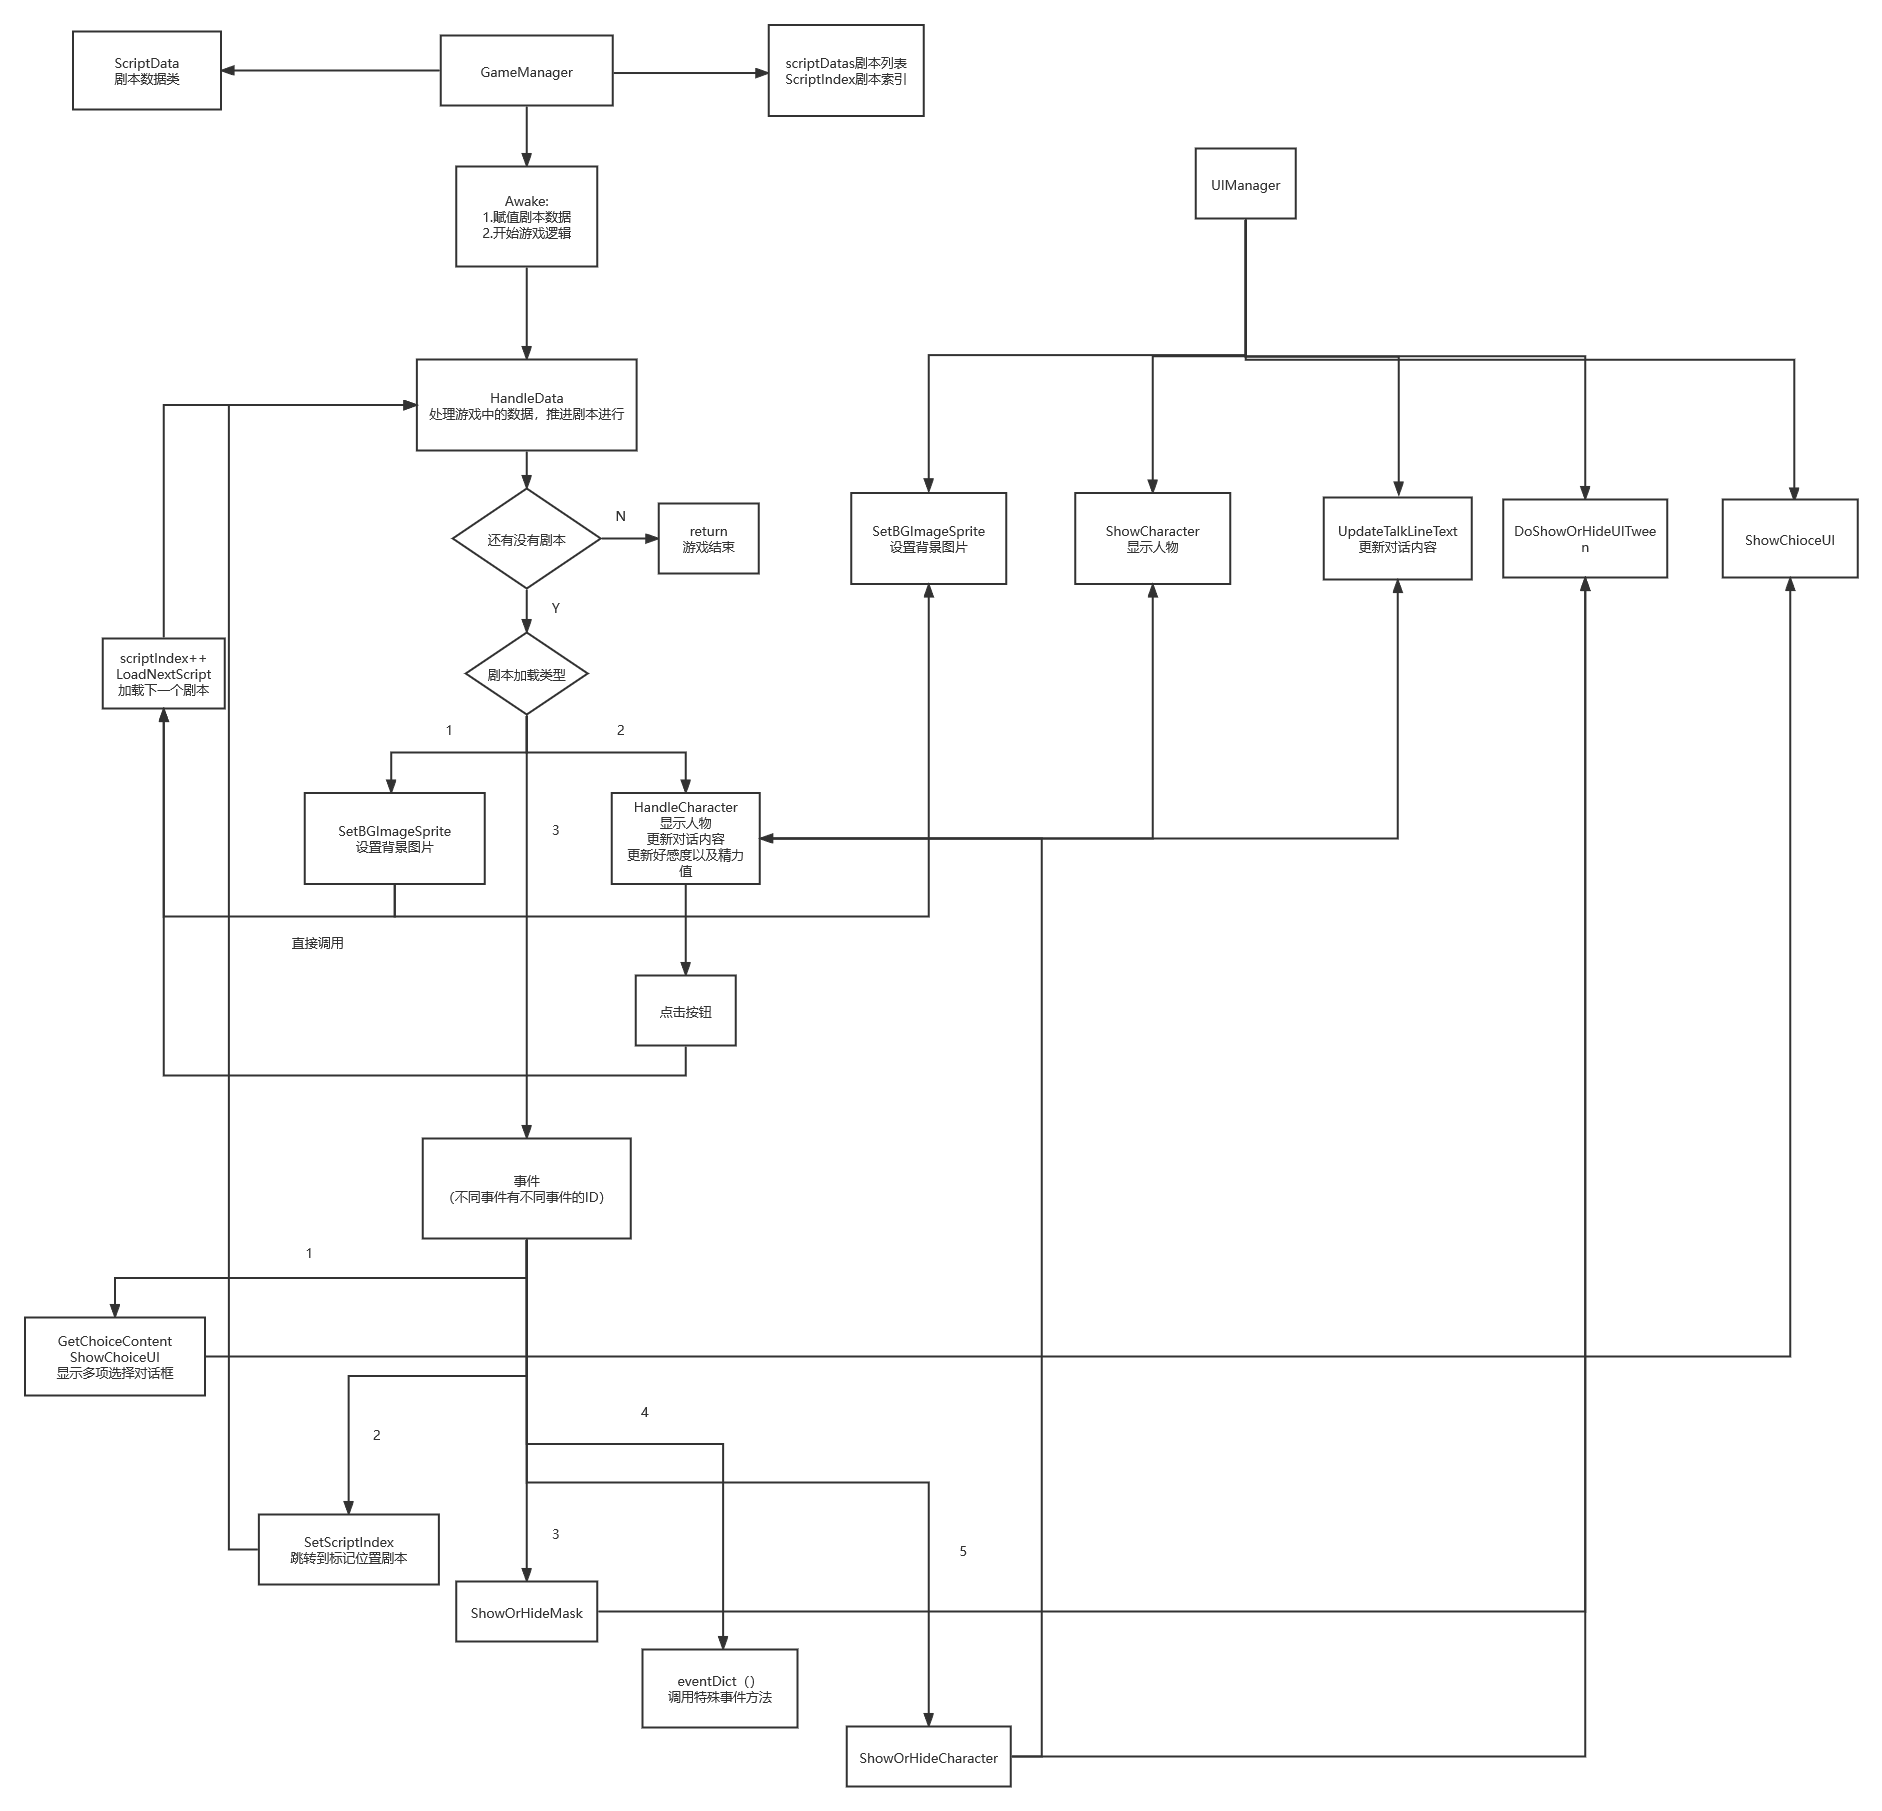 ScriptData
剧本数据类
GameManager
scriptDatas剧本列表
ScriptIndex剧本索引
Awake:
1.赋值剧本数据
2.开始游戏逻辑
UIManager
HandleData
处理游戏中的数据，推进剧本进行
还有没有剧本
N
return
游戏结束
SetBGImageSprite
设置背景图片
ShowCharacter
显示人物
UpdateTalkLineText
更新对话内容
DoShowOrHideUITwee
n
ShowChioceUI
Y
scriptIndex++
LoadNextScript
加载下一个剧本
剧本加载类型
1
2
3
SetBGImageSprite
设置背景图片
HandleCharacter
显示人物
更新对话内容
更新好感度以及精力
值
直接调用
点击按钮
事件
（不同事件有不同事件的ID）
1
GetChoiceContent
ShowChoiceUI
显示多项选择对话框
4
2
3
5
SetScriptIndex
跳转到标记位置剧本
ShowOrHideMask
eventDict（）
调用特殊事件方法
ShowOrHideCharacter